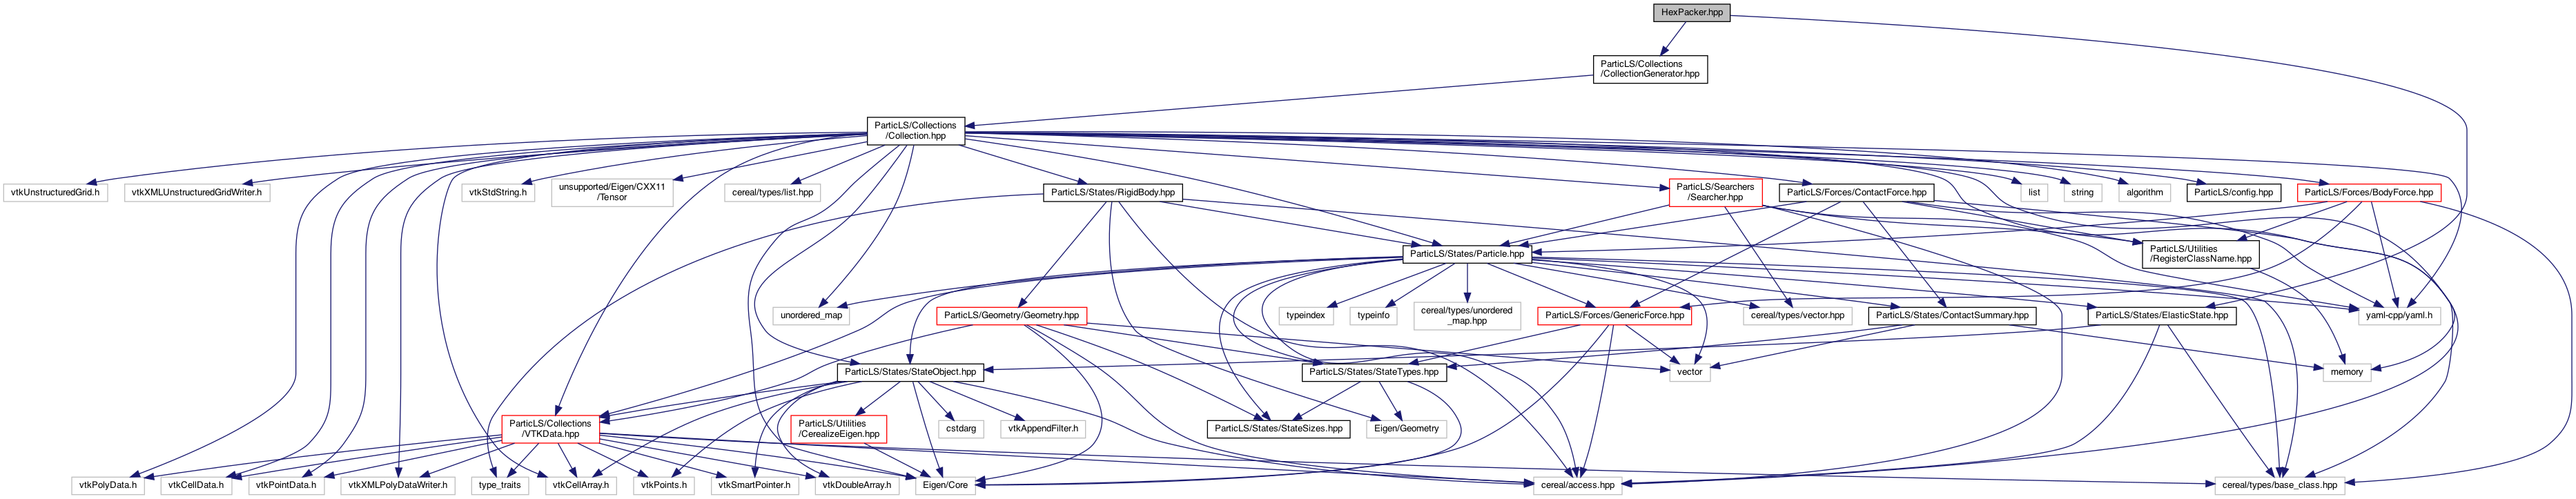 HexPacker.hpp
ParticLS/Collections
/CollectionGenerator.hpp
ParticLS/Collections
/Collection.hpp
vtkUnstructuredGrid.h
vtkXMLUnstructuredGridWriter.h
vtkStdString.h
unsupported/Eigen/CXX11
/Tensor
cereal/types/list.hpp
ParticLS/States/RigidBody.hpp
ParticLS/Searchers
/Searcher.hpp
ParticLS/Forces/ContactForce.hpp
list
string
algorithm
ParticLS/config.hpp
ParticLS/Forces/BodyForce.hpp
ParticLS/States/Particle.hpp
ParticLS/Utilities
/RegisterClassName.hpp
unordered_map
ParticLS/Geometry/Geometry.hpp
typeindex
typeinfo
cereal/types/unordered
_map.hpp
ParticLS/Forces/GenericForce.hpp
cereal/types/vector.hpp
ParticLS/States/ContactSummary.hpp
ParticLS/States/ElasticState.hpp
yaml-cpp/yaml.h
ParticLS/States/StateObject.hpp
ParticLS/States/StateTypes.hpp
vector
memory
ParticLS/Collections
/VTKData.hpp
ParticLS/Utilities
/CerealizeEigen.hpp
cstdarg
vtkAppendFilter.h
ParticLS/States/StateSizes.hpp
Eigen/Geometry
vtkPolyData.h
vtkCellData.h
vtkPointData.h
vtkXMLPolyDataWriter.h
type_traits
vtkCellArray.h
vtkPoints.h
vtkSmartPointer.h
vtkDoubleArray.h
Eigen/Core
cereal/access.hpp
cereal/types/base_class.hpp